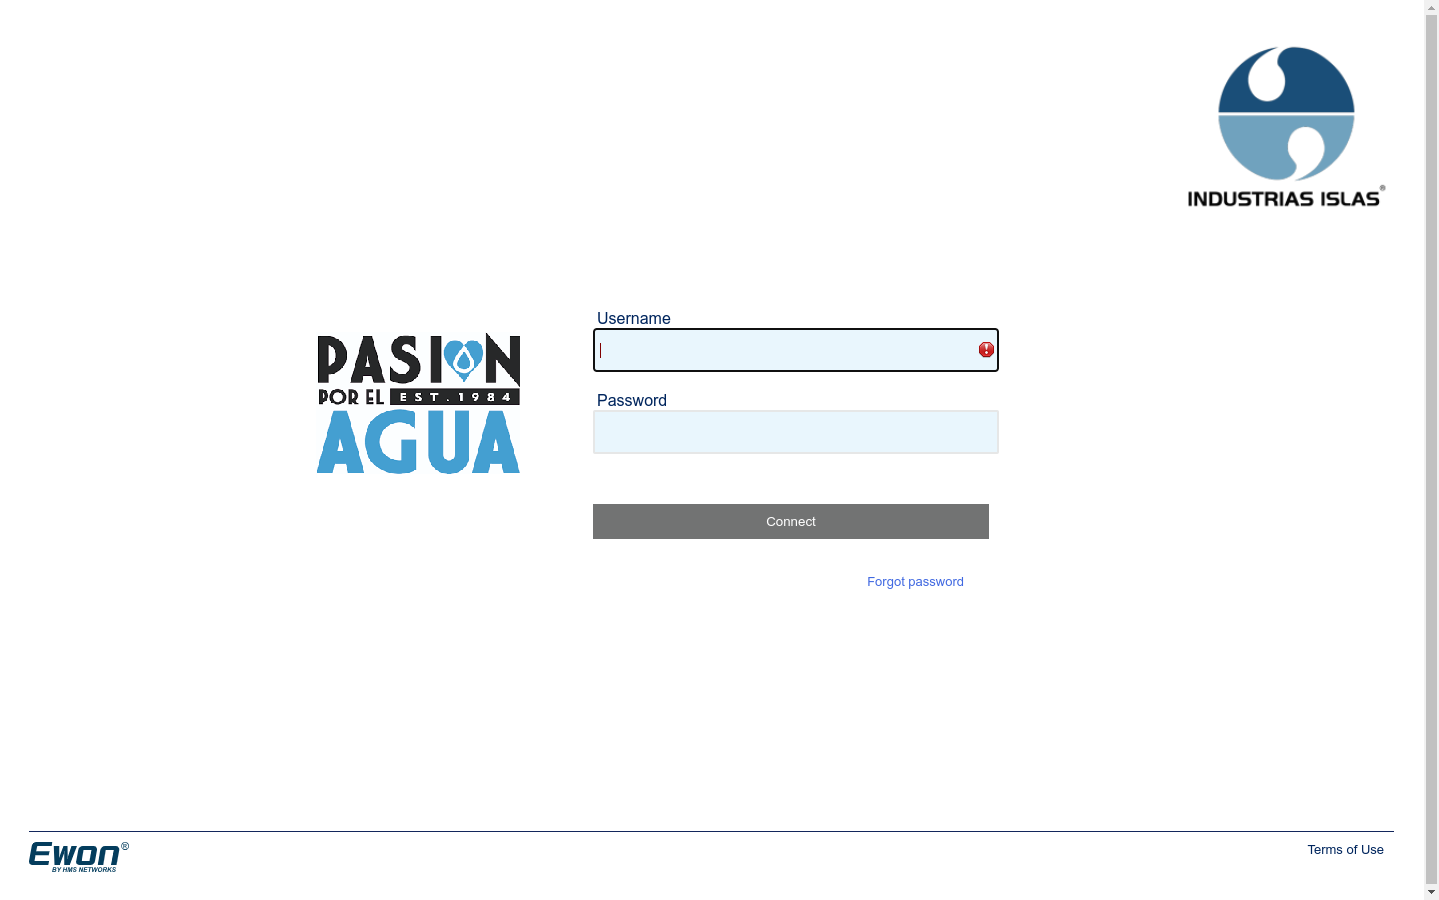 INDUSTRIAS ISLAS®
PASION
POR EL EST. 1984
AGUA
Username
Password
Connect
Forgot password
Ewon®
BY HMS NETWORKS
Terms of Use